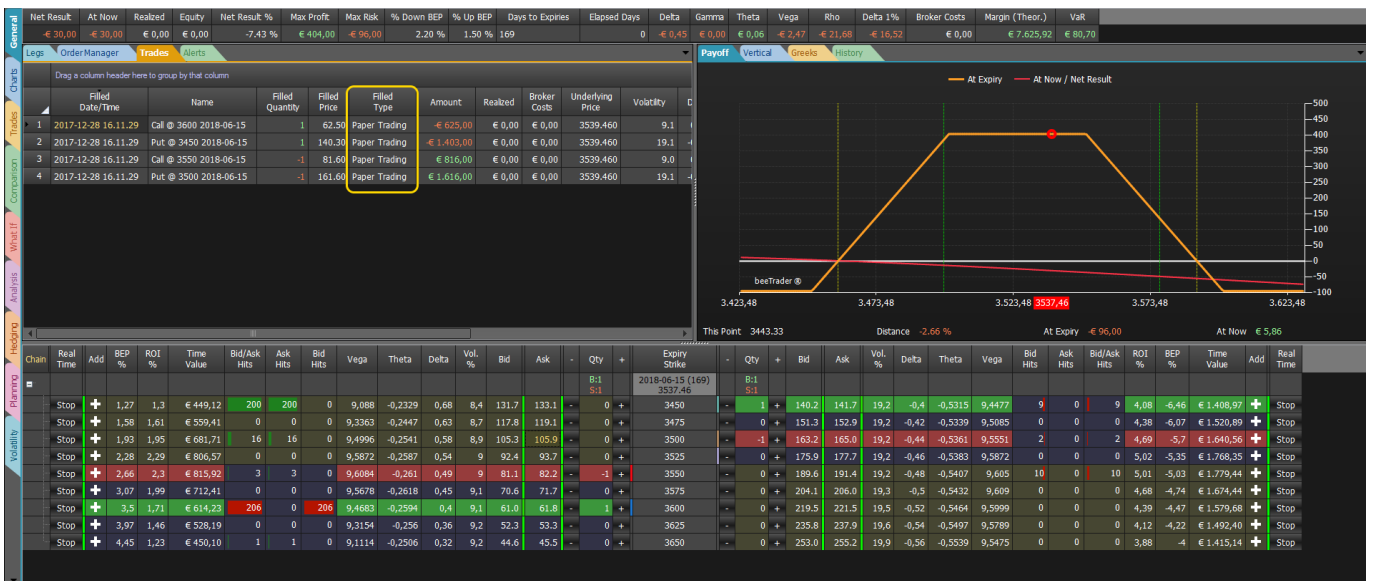 Net Result At Now Realized Equity Net Result % Max Profit Max Risk % Down BEP % Up BEP Days to Expiries Elapsed Days Delta Gamma Theta Vega Rho Delta 1% Broker Costs Margin (Theor.) VaR
-€ 30,00 -€ 30,00 € 0,00 € 0,00 -7.43 % € 404,00 -€ 96,00 2.20 % 1.50 % 169 0 -€ 0,45 € 0,00 € 0,06 -€ 2,47 -€ 21,68 -€ 16,52 € 0,00 € 7.625,92 € 80,70
General
Charts
Trades
Comparison
What If
Analysis
Hedging
Planning
Volatility
Legs Order Manager Trades Alerts
Drag a column header here to group by that column
Filled Date/Time Name Filled Quantity Filled Price Filled Type Amount Realized Broker Costs Underlying Price Volatility D
1 2017-12-28 16.11.29 Call @ 3600 2018-06-15 1 62.50 Paper Trading -€ 625,00 € 0,00 € 0,00 3539.460 9.1
2 2017-12-28 16.11.29 Put @ 3450 2018-06-15 1 140.30 Paper Trading -€ 1.403,00 € 0,00 € 0,00 3539.460 19.1
3 2017-12-28 16.11.29 Call @ 3550 2018-06-15 -1 81.60 Paper Trading € 816,00 € 0,00 € 0,00 3539.460 9.0
4 2017-12-28 16.11.29 Put @ 3500 2018-06-15 -1 161.60 Paper Trading € 1.616,00 € 0,00 € 0,00 3539.460 19.1
Payoff Vertical Greeks History
At Expiry At Now / Net Result
500
450
400
350
300
250
200
150
100
50
0
-50
-100
beeTrader ®
3.423,48 3.473,48 3.523,48 3537,46 3.573,48 3.623,48
This Point 3443.33 Distance -2.66 % At Expiry -€ 96,00 At Now € 5,86
Chain Real Time Add BEP % ROI % Time Value Bid/Ask Hits Ask Hits Bid Hits Vega Theta Delta Vol. % Bid Ask - Qty + Expiry Strike - Qty + Bid Ask Vol. % Delta Theta Vega Bid Hits Ask Hits Bid/Ask Hits ROI % BEP % Time Value Add Real Time
B:1 S:1 2018-06-15 (169) 3537.46 B:1 S:1
Stop + 1,27 1,3 € 449,12 200 200 0 9,088 -0,2329 0,68 8,4 131.7 133.1 - 0 + 3450 - 1 + 140.2 141.7 19,2 -0,4 -0,5315 9,4477 9 0 9 4,08 -6,46 € 1.408,97 + Stop
Stop + 1,58 1,61 € 559,41 0 0 0 9,3363 -0,2447 0,63 8,7 117.8 119.1 - 0 + 3475 - 0 + 151.3 152.9 19,2 -0,42 -0,5339 9,5085 0 0 0 4,38 -6,07 € 1.520,89 + Stop
Stop + 1,93 1,95 € 681,71 16 16 0 9,4996 -0,2541 0,58 8,9 105.3 105.9 - 0 + 3500 - -1 + 163.2 165.0 19,2 -0,44 -0,5361 9,5551 2 0 2 4,69 -5,7 € 1.640,56 + Stop
Stop + 2,28 2,29 € 806,57 0 0 0 9,5872 -0,2587 0,54 9 92.4 93.7 - 0 + 3525 - 0 + 175.9 177.7 19,2 -0,46 -0,5383 9,5872 0 0 0 5,02 -5,35 € 1.768,35 + Stop
Stop + 2,66 2,3 € 815,92 3 3 0 9,6084 -0,261 0,49 9 81.1 82.2 - -1 + 3550 - 0 + 189.6 191.4 19,2 -0,48 -0,5407 9,605 10 0 10 5,01 -5,03 € 1.779,44 + Stop
Stop + 3,07 1,99 € 712,41 0 0 0 9,5678 -0,2618 0,45 9,1 70.6 71.7 - 0 + 3575 - 0 + 204.1 206.0 19,3 -0,5 -0,5432 9,609 0 0 0 4,68 -4,74 € 1.674,44 + Stop
Stop + 3,5 1,71 € 614,23 206 0 206 9,4683 -0,2594 0,4 9,1 61.0 61.8 - 1 + 3600 - 0 + 219.5 221.5 19,5 -0,52 -0,5464 9,5999 0 0 0 4,39 -4,47 € 1.579,68 + Stop
Stop + 3,97 1,46 € 528,19 0 0 0 9,3154 -0,256 0,36 9,2 52.3 53.3 - 0 + 3625 - 0 + 235.8 237.9 19,6 -0,54 -0,5497 9,5789 0 0 0 4,12 -4,22 € 1.492,40 + Stop
Stop + 4,45 1,23 € 450,10 1 1 0 9,1114 -0,2506 0,32 9,2 44.6 45.5 - 0 + 3650 - 0 + 253.0 255.2 19,9 -0,56 -0,5539 9,5475 0 0 0 3,88 -4 € 1.415,14 + Stop